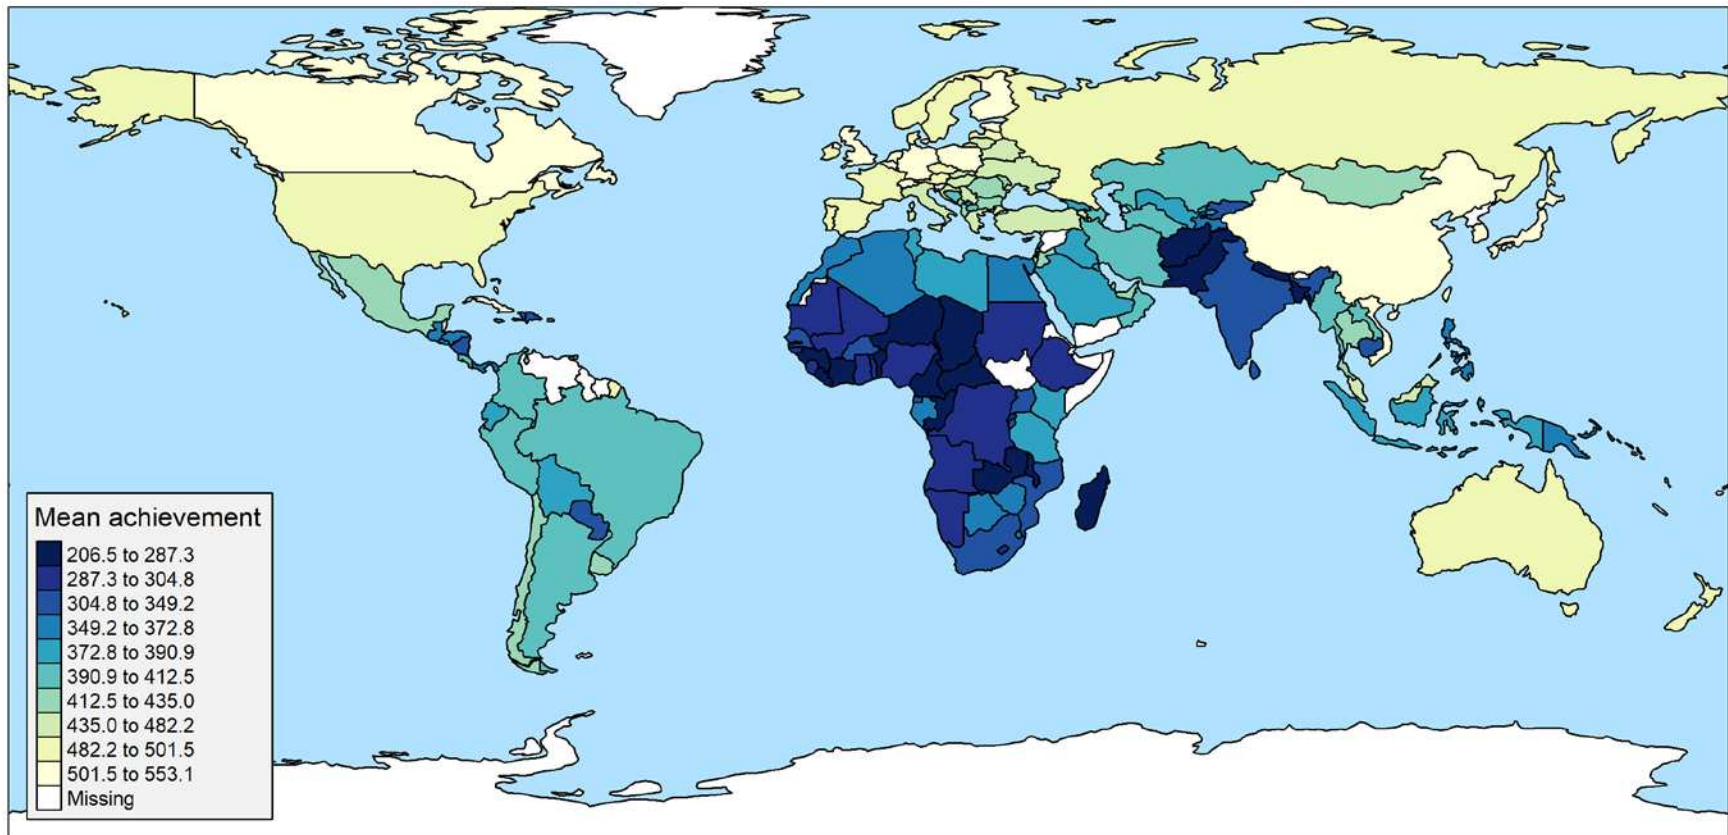 Mean achievement
206.5 to 287.3
287.3 to 304.8
304.8 to 349.2
349.2 to 372.8
372.8 to 390.9
390.9 to 412.5
412.5 to 435.0
435.0 to 482.2
482.2 to 501.5
501.5 to 553.1
Missing